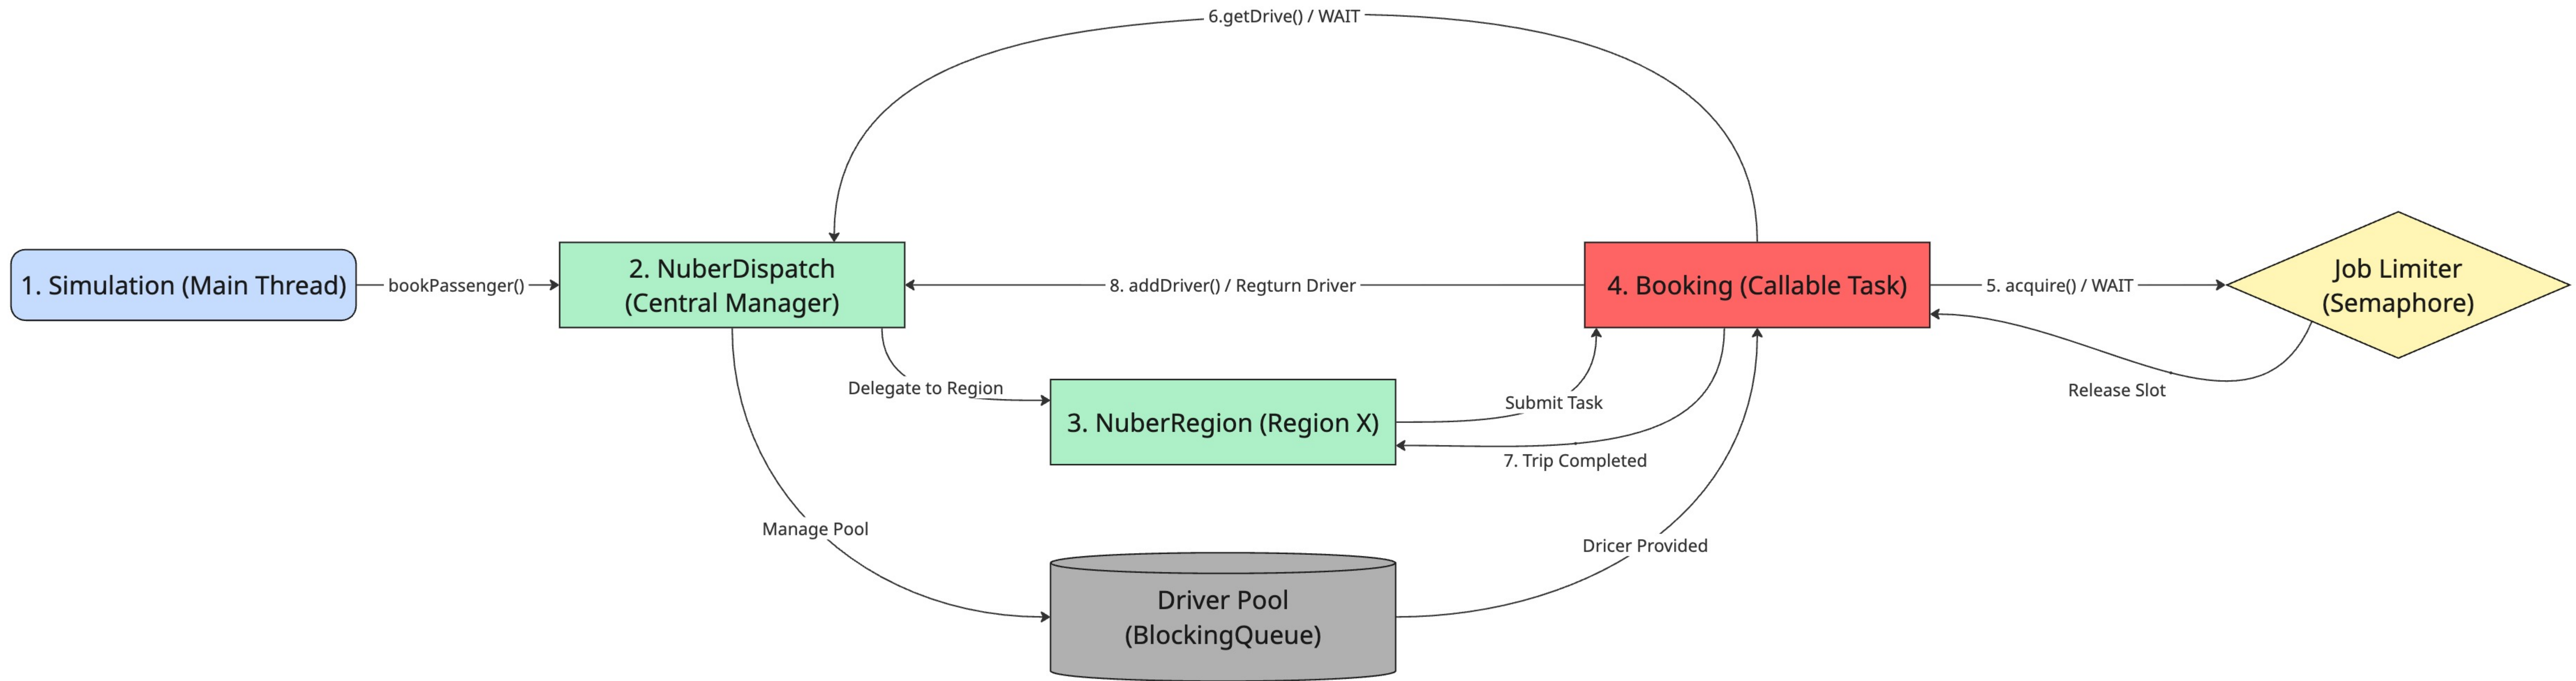 6.getDrive() / WAIT
1. Simulation (Main Thread)
bookPassenger()
2. NuberDispatch
(Central Manager)
8. addDriver() / Regturn Driver
4. Booking (Callable Task)
5. acquire() / WAIT
Job Limiter
(Semaphore)
Delegate to Region
3. NuberRegion (Region X)
Submit Task
7. Trip Completed
Release Slot
Manage Pool
Dricer Provided
Driver Pool
(BlockingQueue)